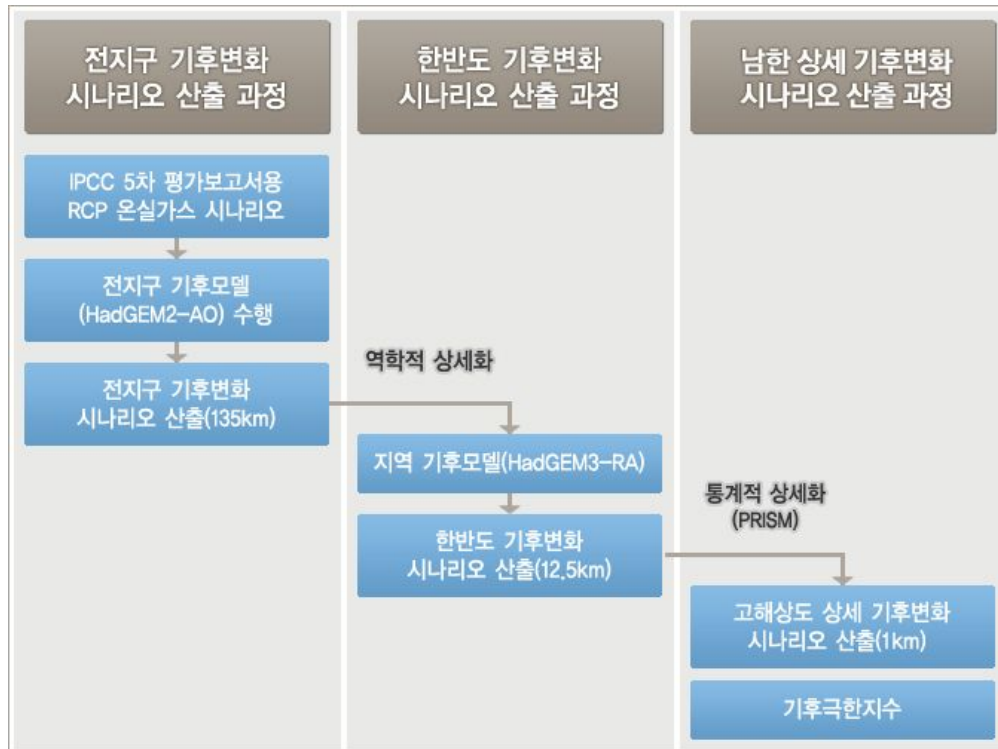 전지구 기후변화
시나리오 산출 과정
IPCC 5차 평가보고서용
RCP 온실가스 시나리오
전지구 기후모델
(HadGEM2-AO) 수행
전지구 기후변화
시나리오 산출(135km)
한반도 기후변화
시나리오 산출 과정
역학적 상세화
지역 기후모델(HadGEM3-RA)
한반도 기후변화
시나리오 산출(12.5km)
남한 상세 기후변화
시나리오 산출 과정
통계적 상세화
(PRISM)
고해상도 상세 기후변화
시나리오 산출(1km)
기후극한지수